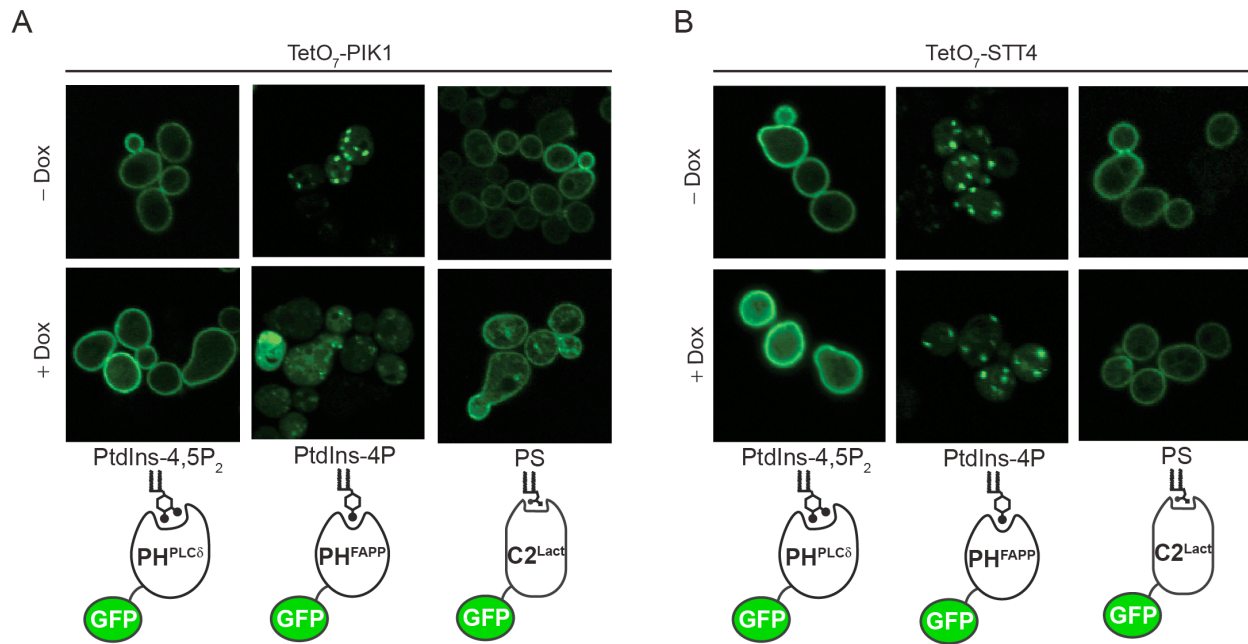 A
B
TetO₇-PIK1
TetO₇-STT4
– Dox
– Dox
+ Dox
+ Dox
PtdIns-4,5P₂ PtdIns-4P PS
PtdIns-4,5P₂ PtdIns-4P PS
PHᴾᴸᶜᵟ PHFAPP C2Lact
PHᴾᴸᶜᵟ PHFAPP C2Lact
GFP GFP GFP
GFP GFP GFP